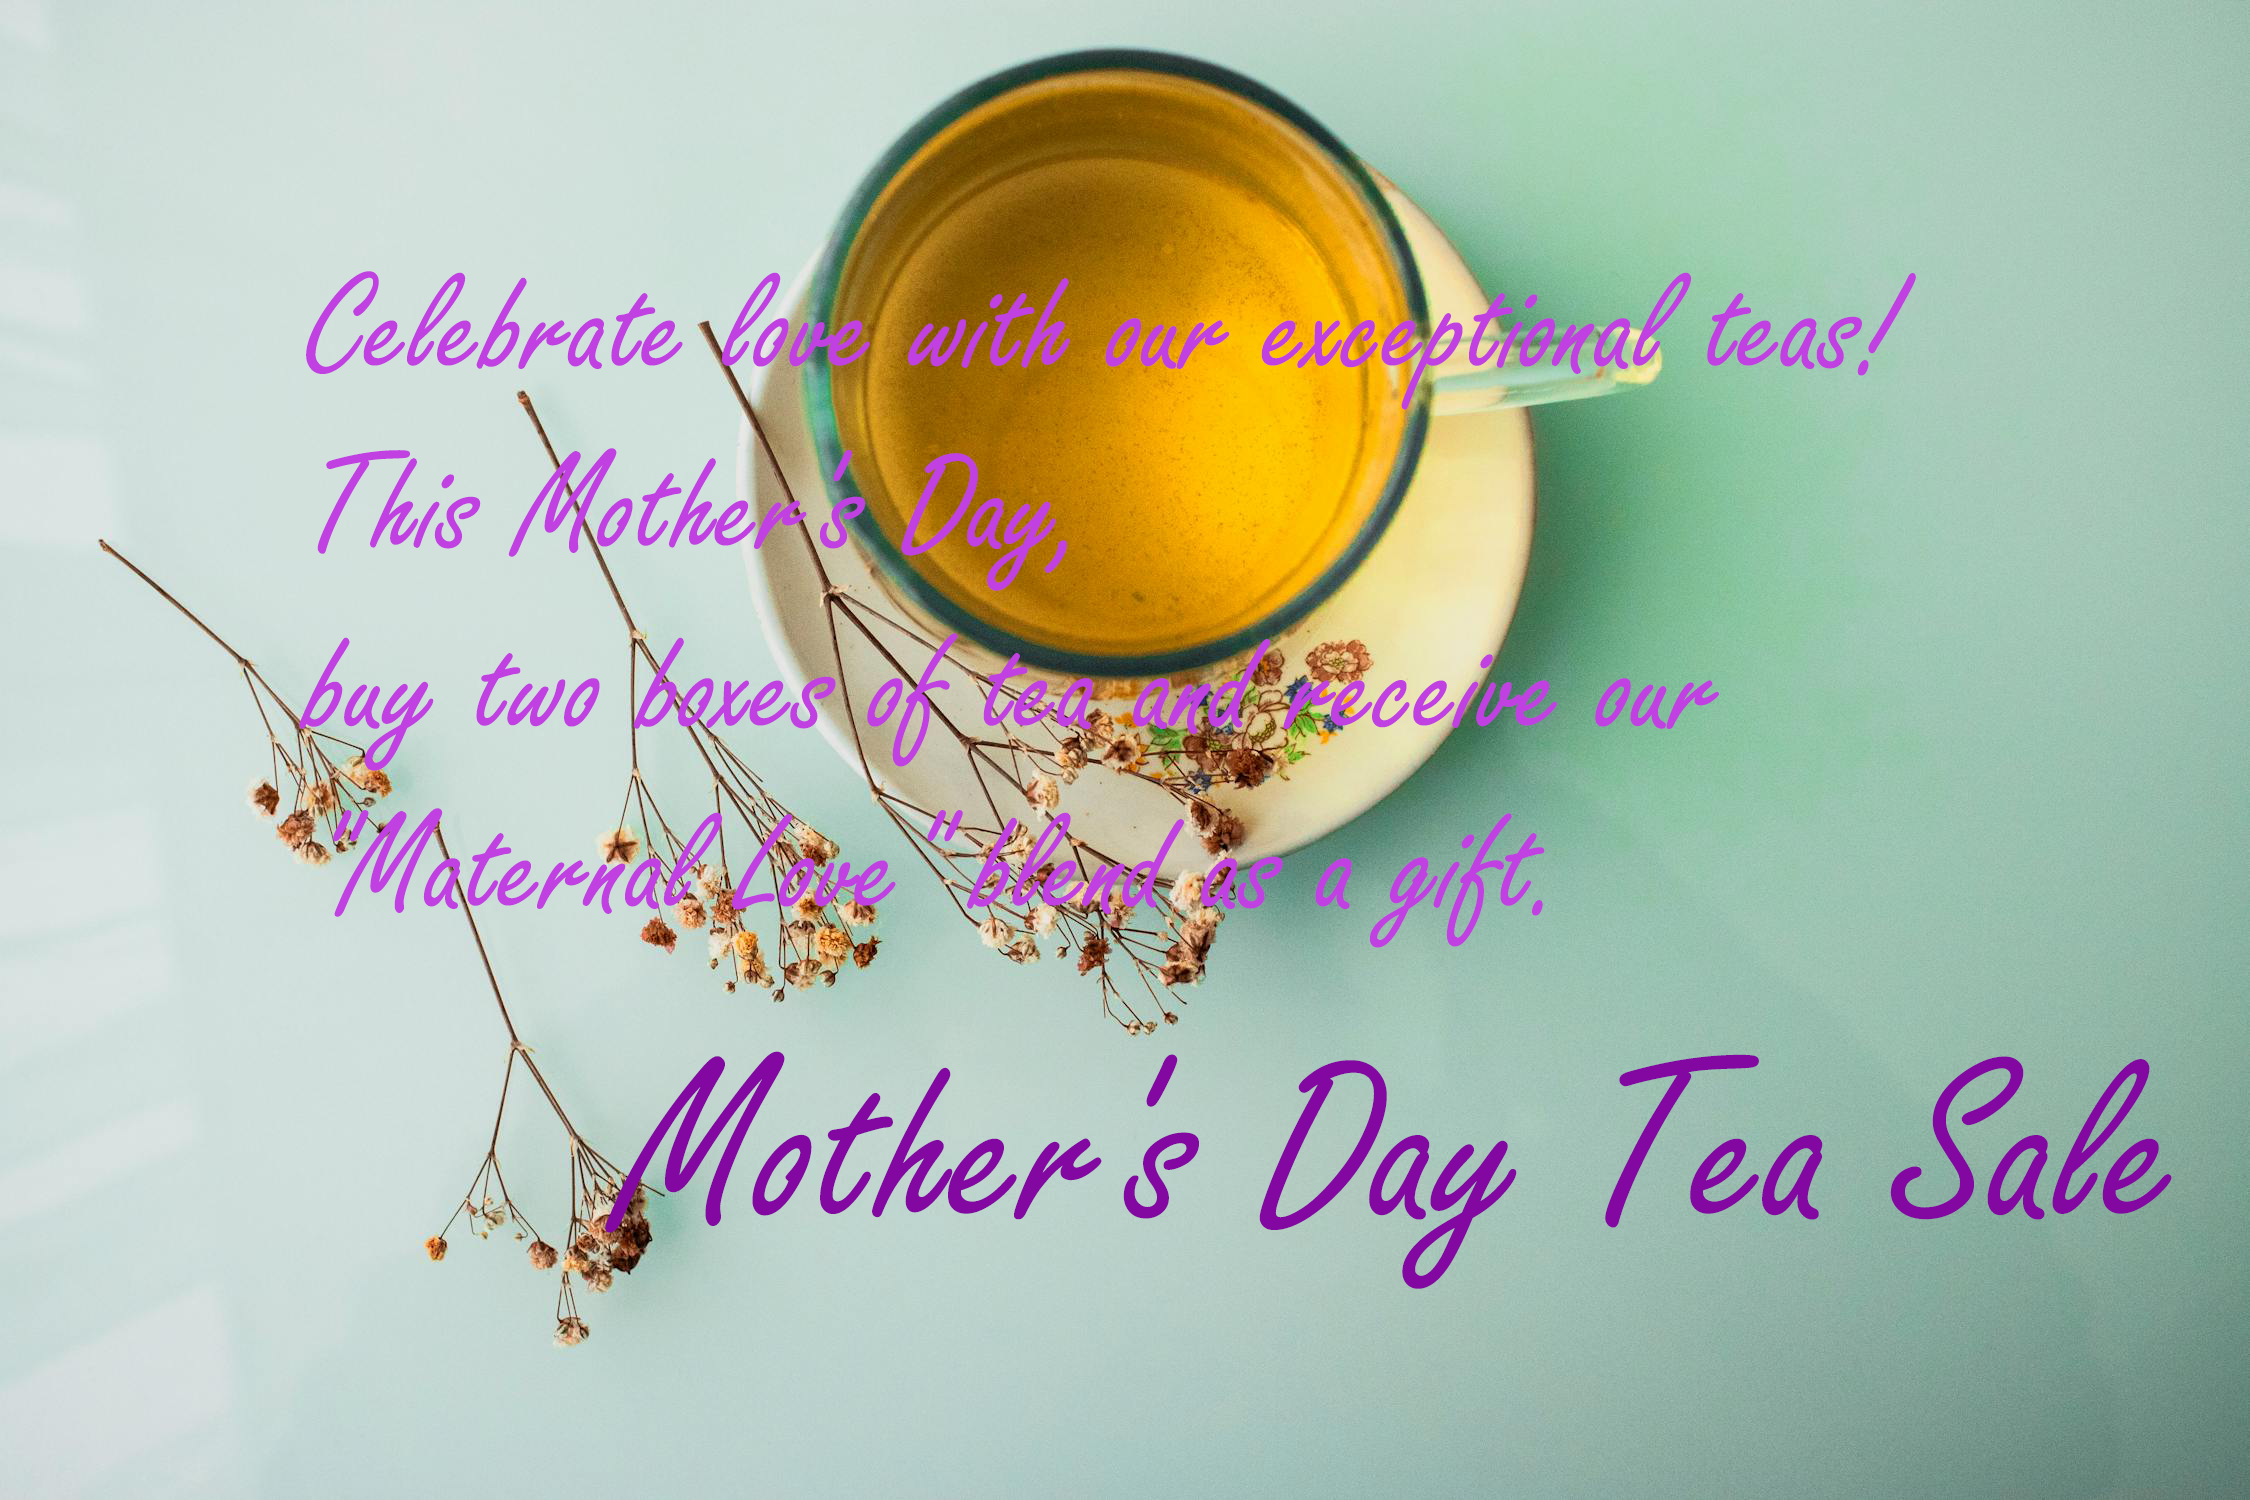 Celebrate love with our exceptional teas!
This Mother's Day,
buy two boxes of tea and receive our
"Maternal Love" blend as a gift.
Mother's Day Tea Sale